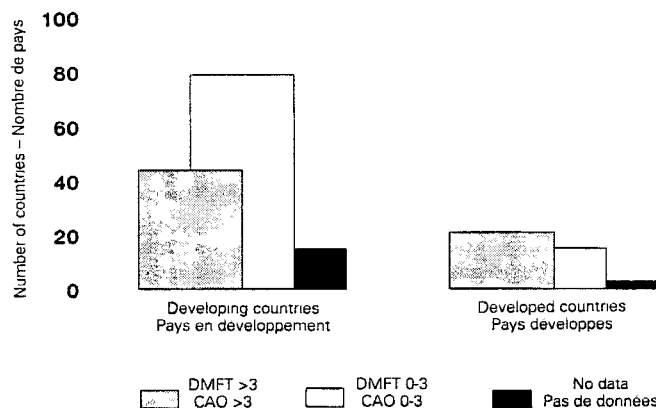 Number of countries – Nombre de pays
100
80
60
40
20
0
Developing countries
Pays en developpement
Developed countries
Pays developpes
DMFT >3
CAO >3
DMFT 0-3
CAO 0-3
No data
Pas de données